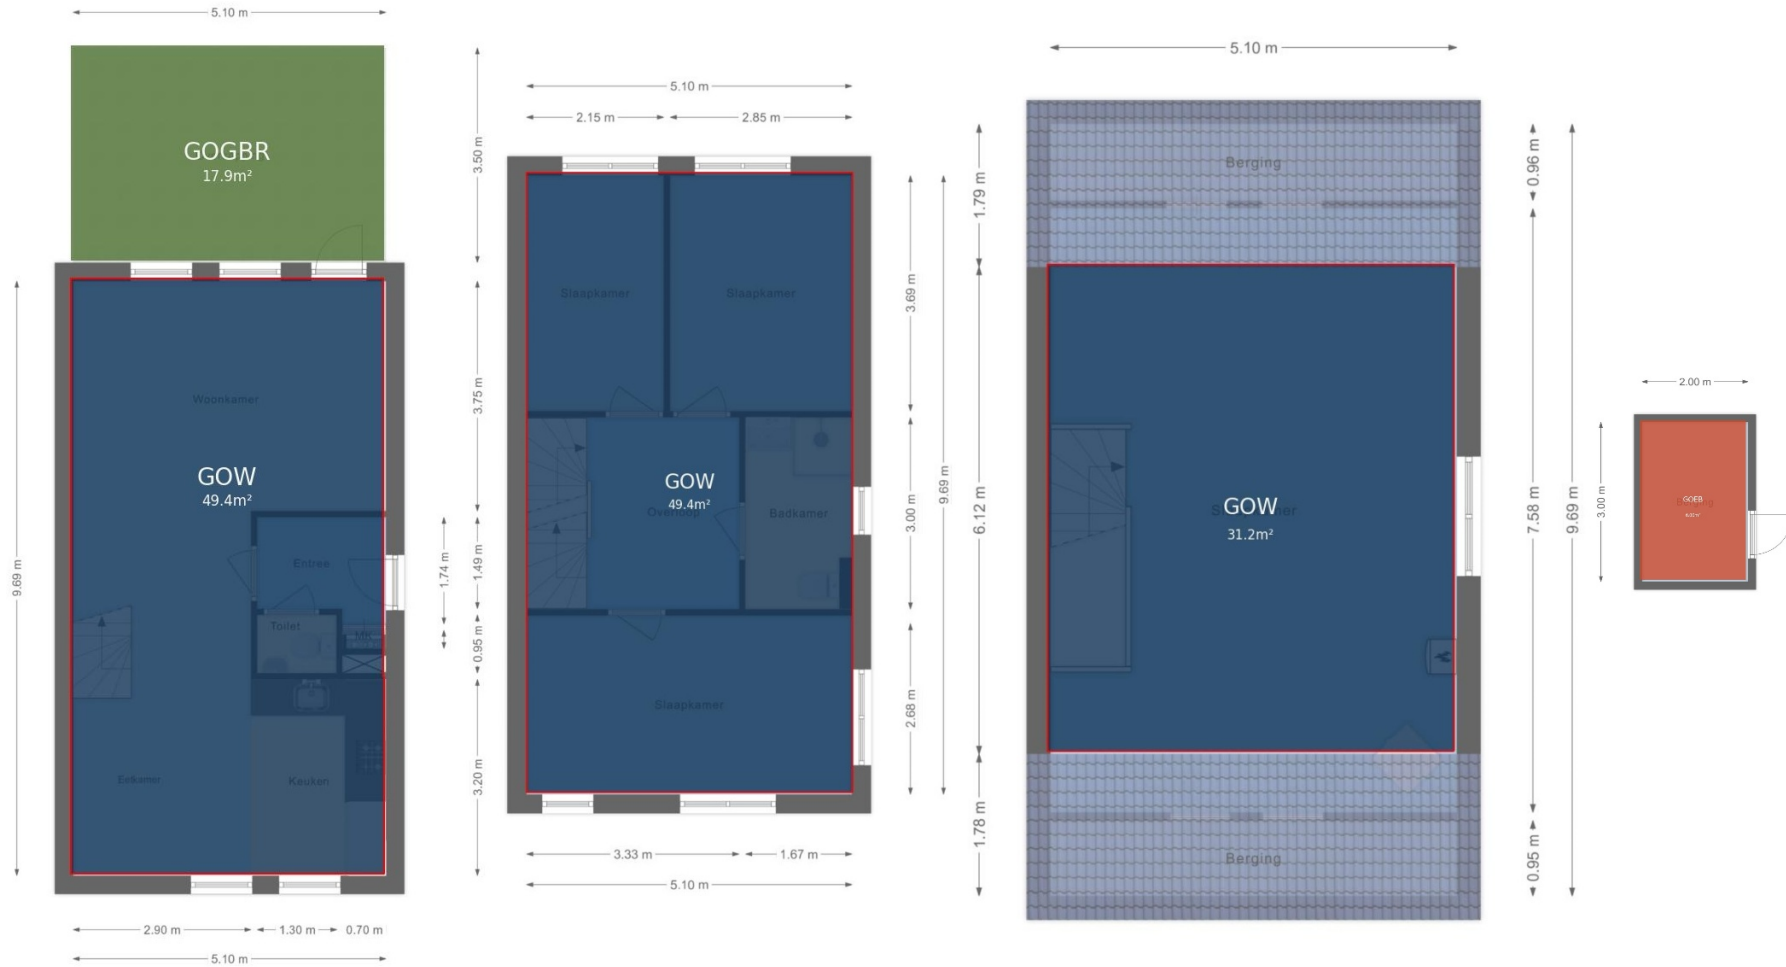 5.10 m
GOGBR
17.9m²
3.50 m
Woonkamer
GOW
49.4m²
9.69 m
3.75 m
Entree
1.74 m
1.49 m
Toilet
MK
0.95 m
Eetkamer
Keuken
3.20 m
2.90 m
1.30 m
0.70 m
5.10 m
5.10 m
2.15 m
2.85 m
Slaapkamer
Slaapkamer
3.69 m
GOW
49.4m²
Overloop
Badkamer
9.69 m
3.00 m
Slaapkamer
2.68 m
3.33 m
1.67 m
5.10 m
5.10 m
Berging
1.79 m
0.96 m
GOW
31.2m²
6.12 m
7.58 m
9.69 m
1.78 m
Berging
0.95 m
2.00 m
3.00 m
GOEB